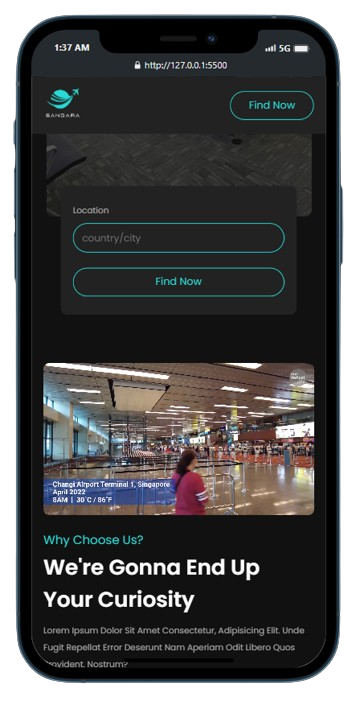 1:37 AM
5G
http://127.0.0.1:5500
SANGARA
Find Now
Location
country/city
Find Now
Changi Airport Terminal 1, Singapore
April 2022
8AM | 30°C / 86°F
Why Choose Us?
We're Gonna End Up
Your Curiosity
Lorem Ipsum Dolor Sit Amet Consectetur, Adipisicing Elit. Unde
Fugit Repellat Error Deserunt Nam Aperiam Odit Libero Quos
Provident. Nostrum?